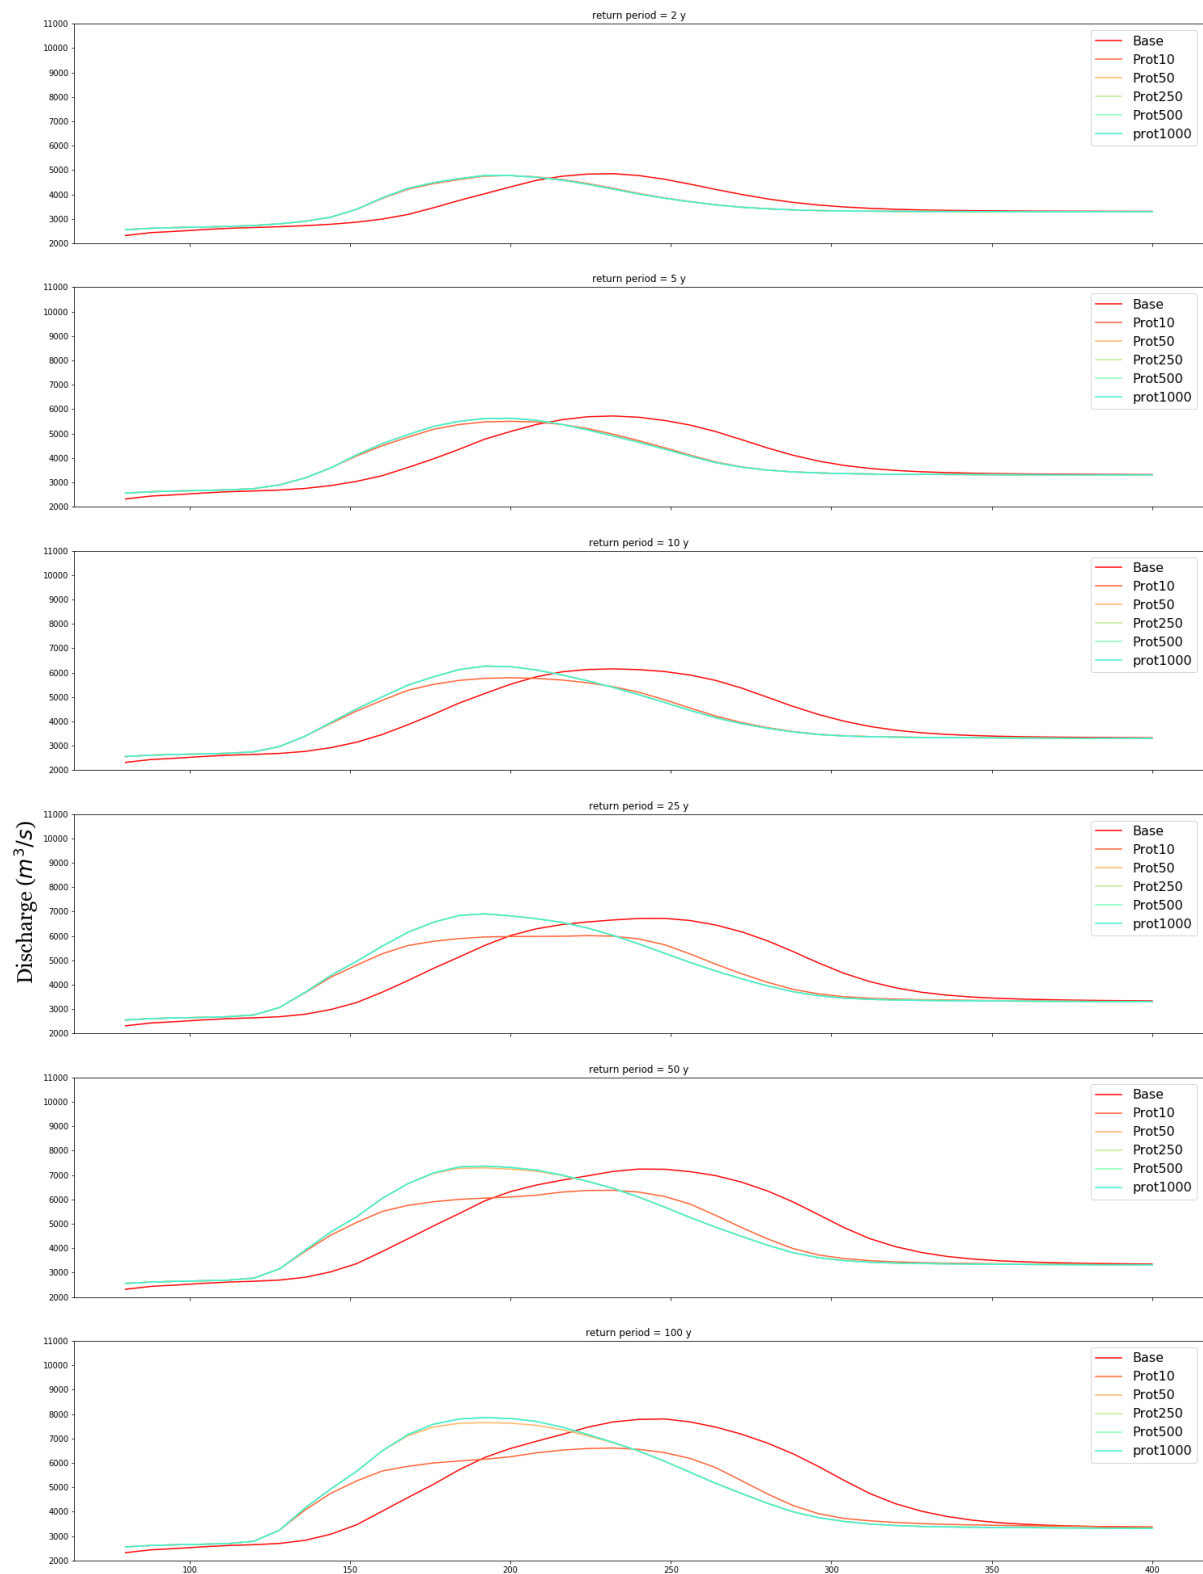 return period = 2 y
11000
10000
9000
8000
7000
6000
5000
4000
3000
2000
Base
Prot10
Prot50
Prot250
Prot500
prot1000
return period = 5 y
11000
10000
9000
8000
7000
6000
5000
4000
3000
2000
Base
Prot10
Prot50
Prot250
Prot500
prot1000
return period = 10 y
11000
10000
9000
8000
7000
6000
5000
4000
3000
2000
Base
Prot10
Prot50
Prot250
Prot500
prot1000
Discharge (m³/s)
return period = 25 y
11000
10000
9000
8000
7000
6000
5000
4000
3000
2000
Base
Prot10
Prot50
Prot250
Prot500
prot1000
return period = 50 y
11000
10000
9000
8000
7000
6000
5000
4000
3000
2000
Base
Prot10
Prot50
Prot250
Prot500
prot1000
return period = 100 y
11000
10000
9000
8000
7000
6000
5000
4000
3000
2000
Base
Prot10
Prot50
Prot250
Prot500
prot1000
100 150 200 250 300 350 400